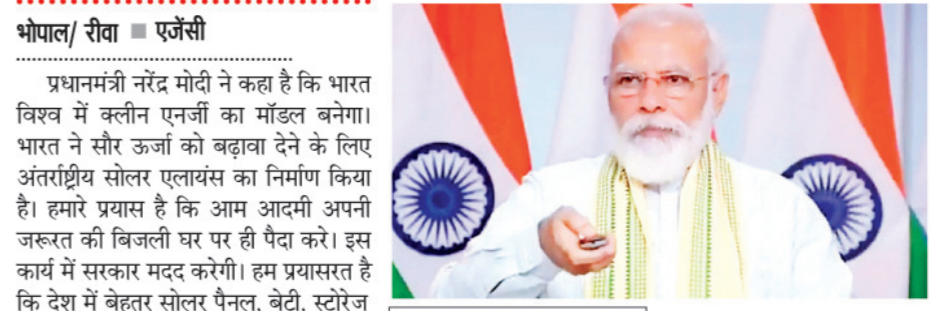 भोपाल/ रीवा ■ एजेंसी
प्रधानमंत्री नरेंद्र मोदी ने कहा है कि भारत
विश्व में क्लीन एनर्जी का मॉडल बनेगा।
भारत ने सौर ऊर्जा को बढ़ावा देने के लिए
अंतर्राष्ट्रीय सोलर एलायंस का निर्माण किया
है। हमारे प्रयास है कि आम आदमी अपनी
जरूरत की बिजली घर पर ही पैदा करे। इस
कार्य में सरकार मदद करेगी। हम प्रयासरत है
कि देश में बेहतर सोलर पैनल, बेटी, स्टोरेज